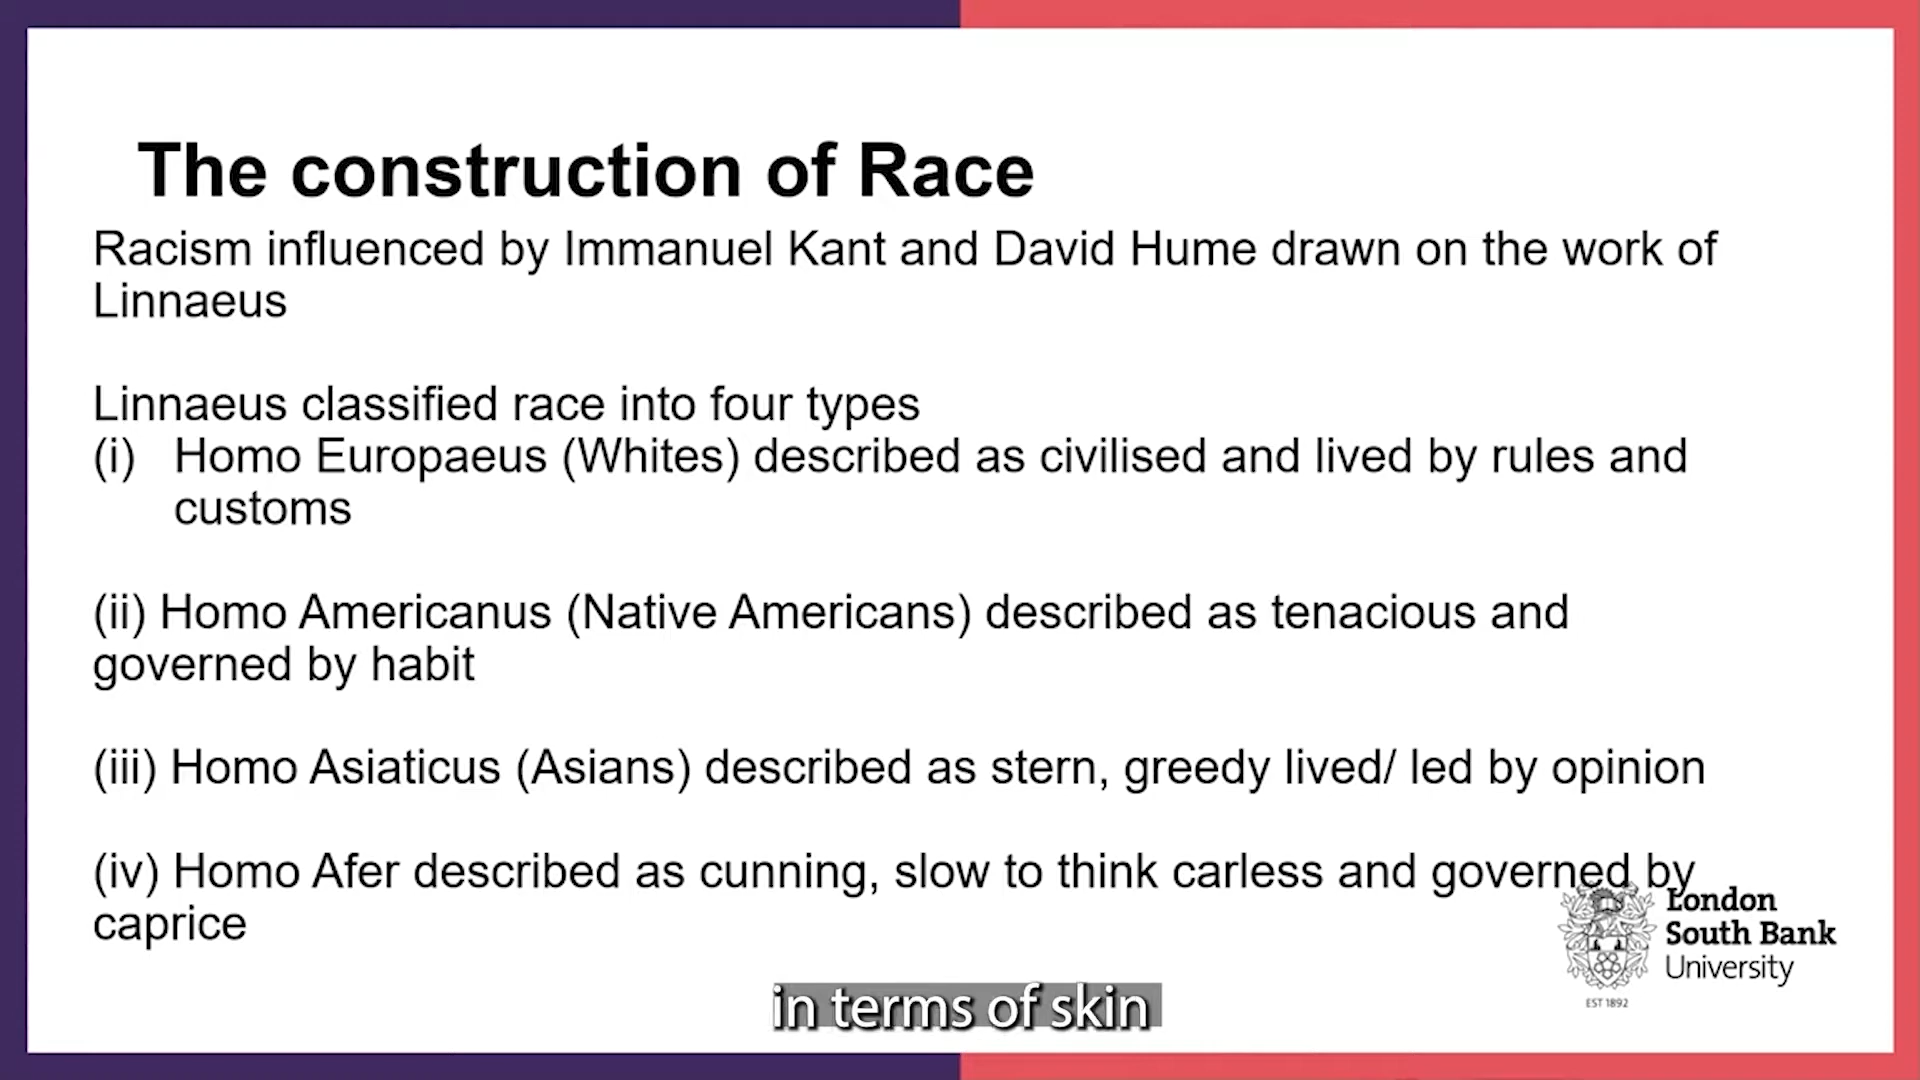 The construction of Race
Racism influenced by Immanuel Kant and David Hume drawn on the work of
Linnaeus
Linnaeus classified race into four types
(i) Homo Europaeus (Whites) described as civilised and lived by rules and
customs
(ii) Homo Americanus (Native Americans) described as tenacious and
governed by habit
(iii) Homo Asiaticus (Asians) described as stern, greedy lived/ led by opinion
(iv) Homo Afer described as cunning, slow to think carless and governed by
caprice
London
South Bank
University
EST 1892
in terms of skin